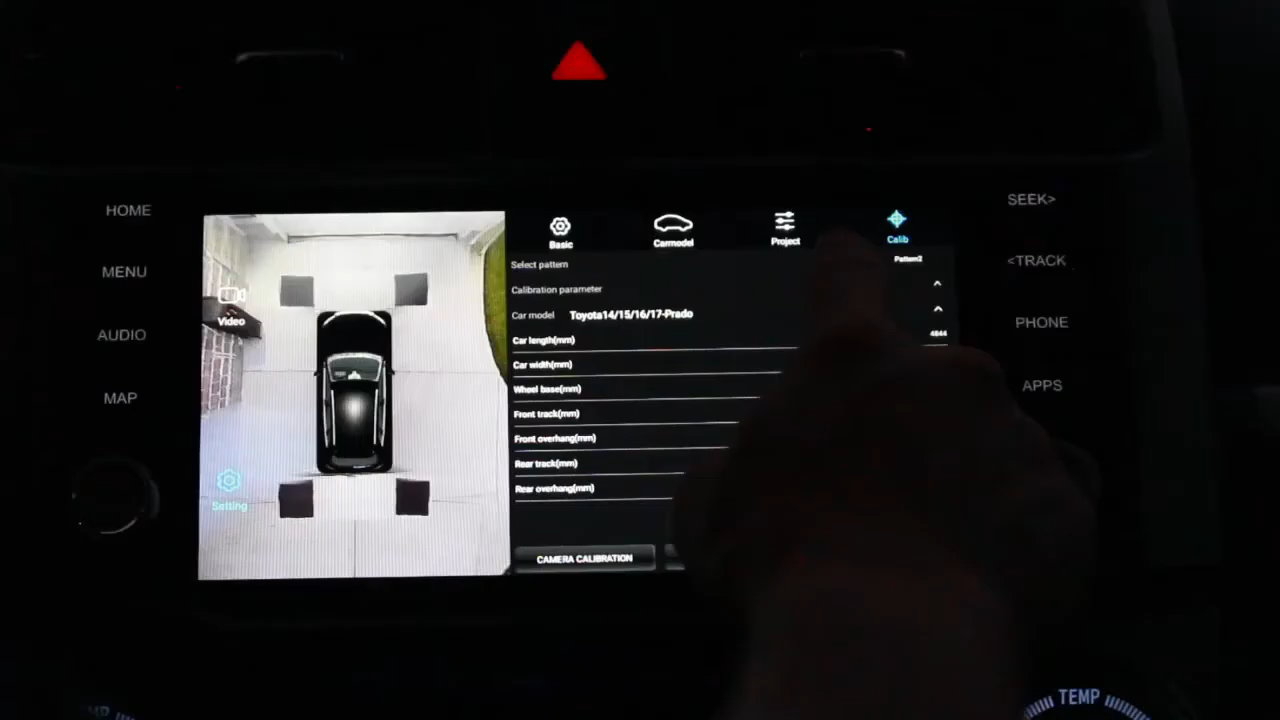 HOME
MENU
AUDIO
MAP
SEEK>
<TRACK
PHONE
APPS
Video
Setting
Basic
Carmodel
Project
Calib
Select pattern
Pattern2
Calibration parameter
Car model Toyota14/15/16/17-Prado
Car length(mm)
4844
Car width(mm)
Wheel base(mm)
Front track(mm)
Front overhang(mm)
Rear track(mm)
Rear overhang(mm)
CAMERA CALIBRATION
TEMP